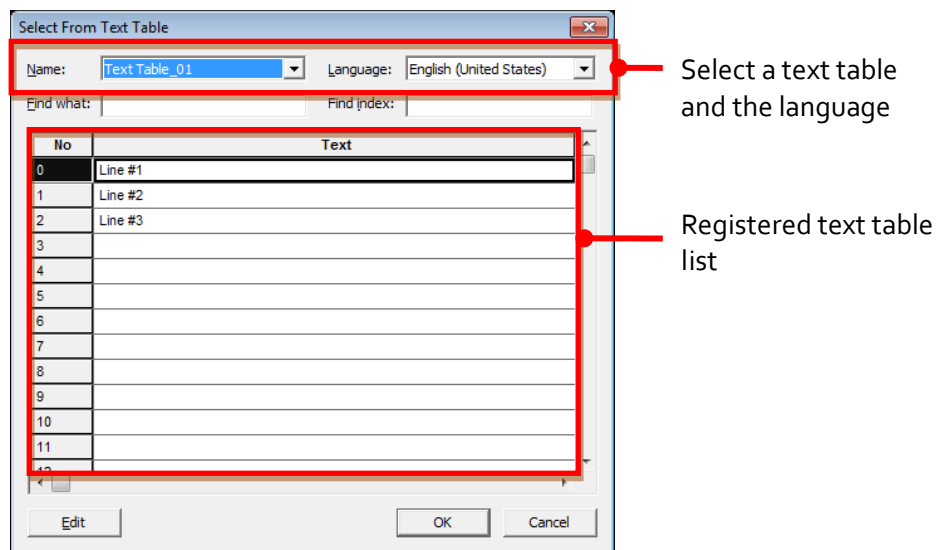 Select From Text Table
Name: Text Table_01 Language: English (United States)
Select a text table
and the language
Find what: Find index:
No Text
0 Line #1
1 Line #2
2 Line #3
3
4
5
6
7
8
9
10
11
Registered text table
list
Edit OK Cancel